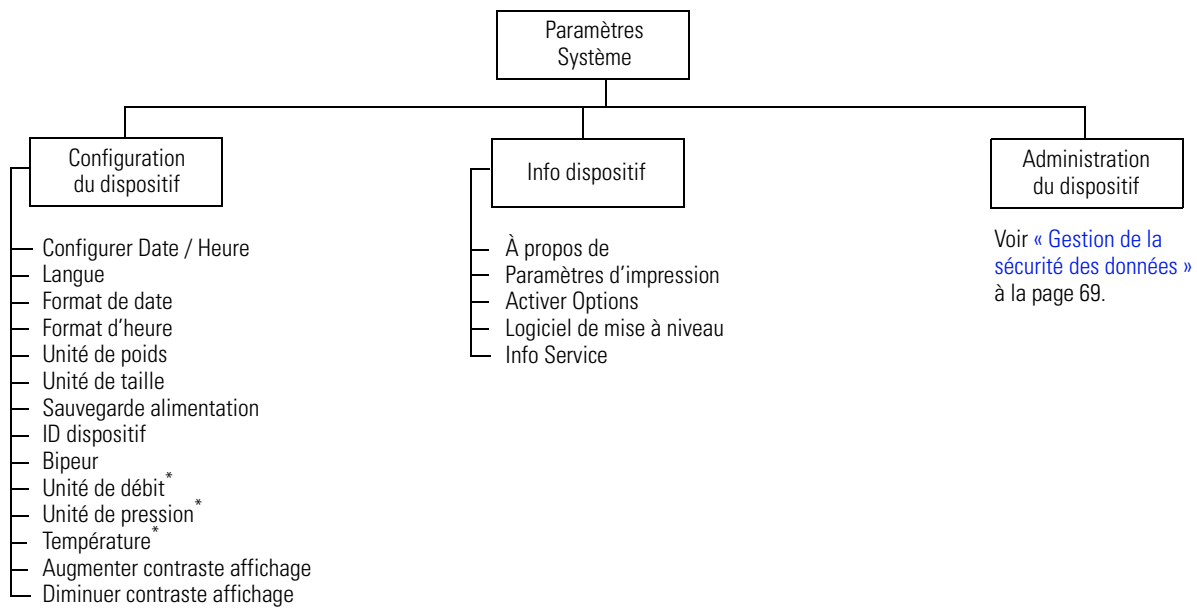 Paramètres
Système
Configuration
du dispositif
Configurer Date / Heure
Langue
Format de date
Format d'heure
Unité de poids
Unité de taille
Sauvegarde alimentation
ID dispositif
Bipeur
Unité de débit*
Unité de pression*
Température*
Augmenter contraste affichage
Diminuer contraste affichage
Info dispositif
À propos de
Paramètres d’impression
Activer Options
Logiciel de mise à niveau
Info Service
Administration
du dispositif
Voir « Gestion de la
sécurité des données »
à la page 69.